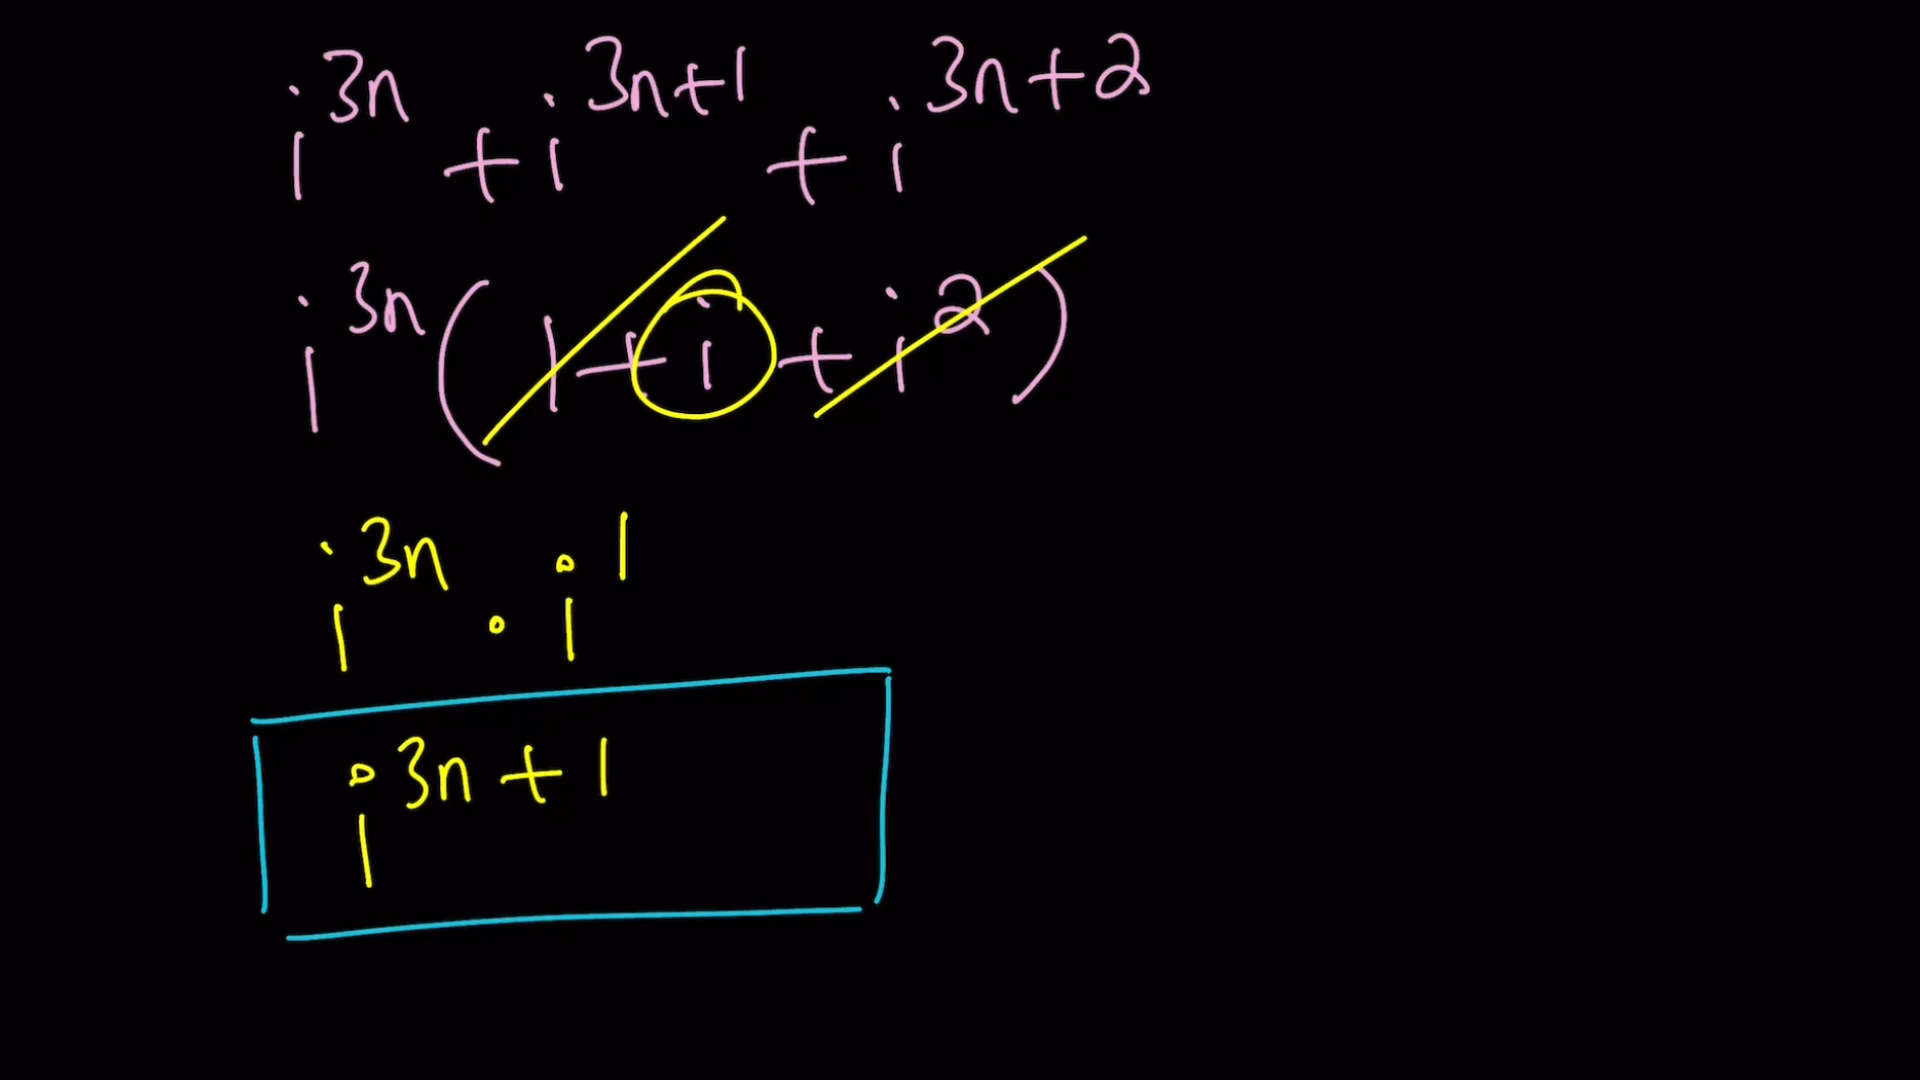 i^{3n} + i^{3n+1} + i^{3n+2}
i^{3n}(1 + i + i^2)
i^{3n} · i^1
i^{3n+1}